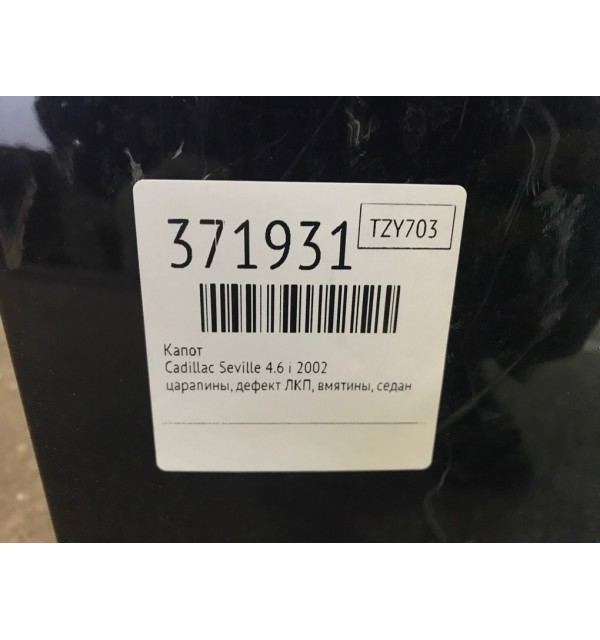 371931
TZY703
Капот
Cadillac Seville 4.6 i 2002
царапины, дефект ЛКП, вмятины, седан